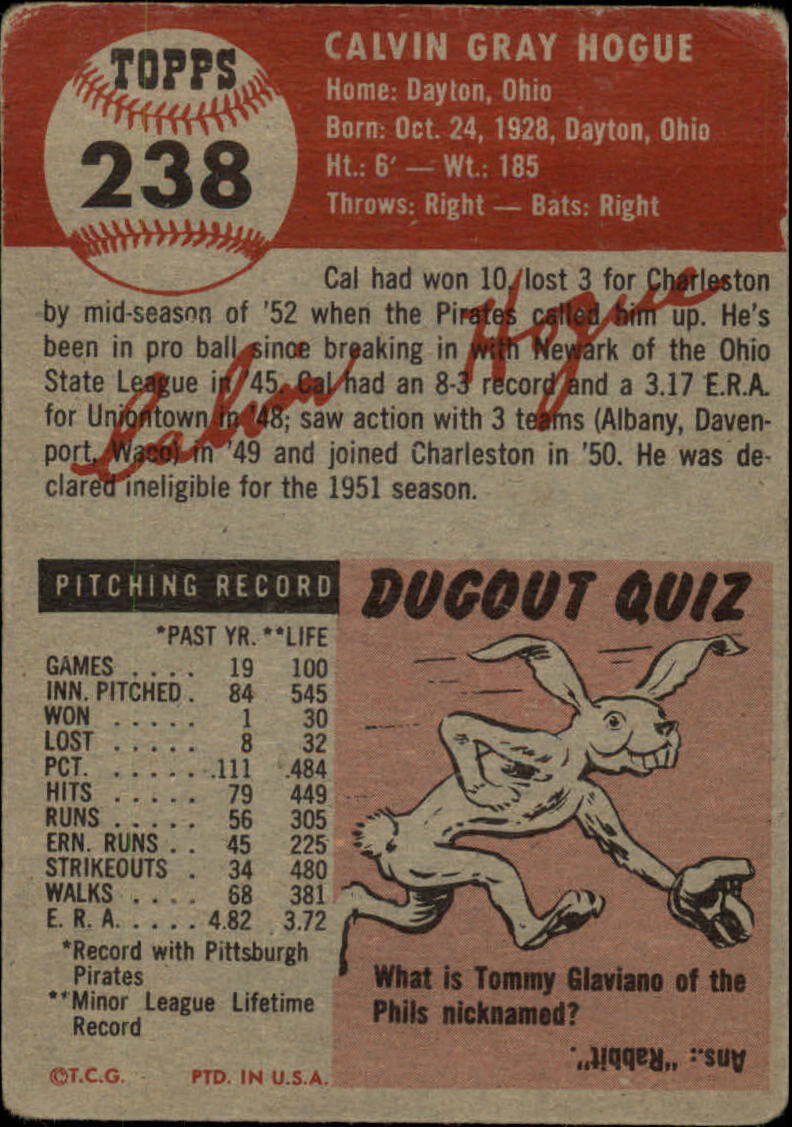 TOPPS
238
CALVIN GRAY HOGUE
Home: Dayton, Ohio
Born: Oct. 24, 1928, Dayton, Ohio
Ht.: 6′ — Wt.: 185
Throws: Right — Bats: Right
Cal had won 10, lost 3 for Charleston
by mid-season of '52 when the Pirates called him up. He's
been in pro ball since breaking in with Newark of the Ohio
State League in '45. Cal had an 8-3 record and a 3.17 E.R.A.
for Uniontown in '48; saw action with 3 teams (Albany, Daven-
port, Waco) in '49 and joined Charleston in '50. He was de-
clared ineligible for the 1951 season.
Calvin Hogue
PITCHING RECORD
*PAST YR. **LIFE
GAMES . . . . 19 100
INN. PITCHED . 84 545
WON . . . . . 1 30
LOST . . . . . 8 32
PCT. . . . . . .111 .484
HITS . . . . . 79 449
RUNS . . . . . 56 305
ERN. RUNS . . 45 225
STRIKEOUTS . 34 480
WALKS . . . . 68 381
E. R. A. . . . . 4.82 3.72
*Record with Pittsburgh
Pirates
**Minor League Lifetime
Record
©T.C.G. PTD. IN U.S.A.
DUGOUT QUIZ
What is Tommy Glaviano of the
Phils nicknamed?
Ans.: "Rabbit".